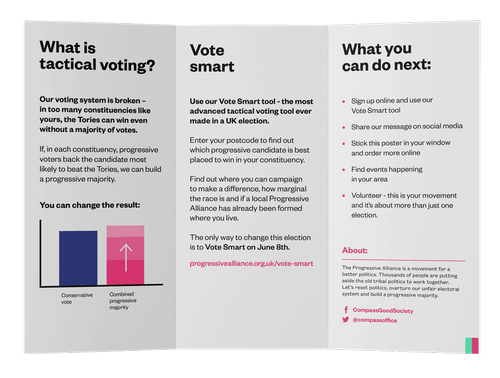 What is
tactical voting?
Our voting system is broken –
in too many constituencies like
yours, the Tories can win even
without a majority of votes.
If, in each constituency, progressive
voters back the candidate most
likely to beat the Tories, we can build
a progressive majority.
You can change the result:
Conservative
vote
Combined
progressive
majority
Vote
smart
Use our Vote Smart tool - the most
advanced tactical voting tool ever
made in a UK election.
Enter your postcode to find out
which progressive candidate is best
placed to win in your constituency.
Find out where you can campaign
to make a difference, how marginal
the race is and if a local Progressive
Alliance has already been formed
where you live.
The only way to change this election
is to Vote Smart on June 8th.
progressivealliance.org.uk/vote-smart
What you
can do next:
• Sign up online and use our
Vote Smart tool
• Share our message on social media
• Stick this poster in your window
and order more online
• Find events happening
in your area
• Volunteer - this is your movement
and it's about more than just one
election.
About:
The Progressive Alliance is a movement for a
better politics. Thousands of people are putting
aside the old tribal politics to work together.
Let's reset politics, overturn our unfair electoral
system and build a progressive majority.
CompassGoodSociety
@compassoffice